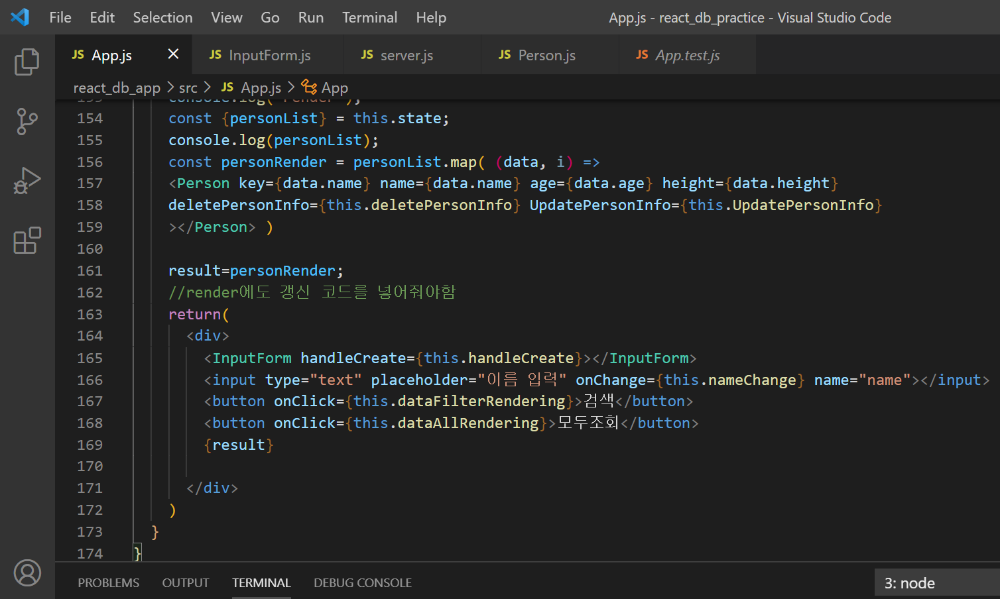 File Edit Selection View Go Run Terminal Help App.js - react_db_practice - Visual Studio Code
JS App.js × JS InputForm.js JS server.js JS Person.js JS App.test.js
react_db_app > src > JS App.js > App
154 const {personList} = this.state;
155 console.log(personList);
156 const personRender = personList.map( (data, i) =>
157 <Person key={data.name} name={data.name} age={data.age} height={data.height}
158 deletePersonInfo={this.deletePersonInfo} UpdatePersonInfo={this.UpdatePersonInfo}
159 ></Person> )
160
161 result=personRender;
162 //render에도 갱신 코드를 넣어줘야함
163 return(
164 <div>
165 <InputForm handleCreate={this.handleCreate}></InputForm>
166 <input type="text" placeholder="이름 입력" onChange={this.nameChange} name="name"></input>
167 <button onClick={this.dataFilterRendering}>검색</button>
168 <button onClick={this.dataAllRendering}>모두조회</button>
169 {result}
170
171 </div>
172 )
173 }
174 }
PROBLEMS OUTPUT TERMINAL DEBUG CONSOLE 3: node